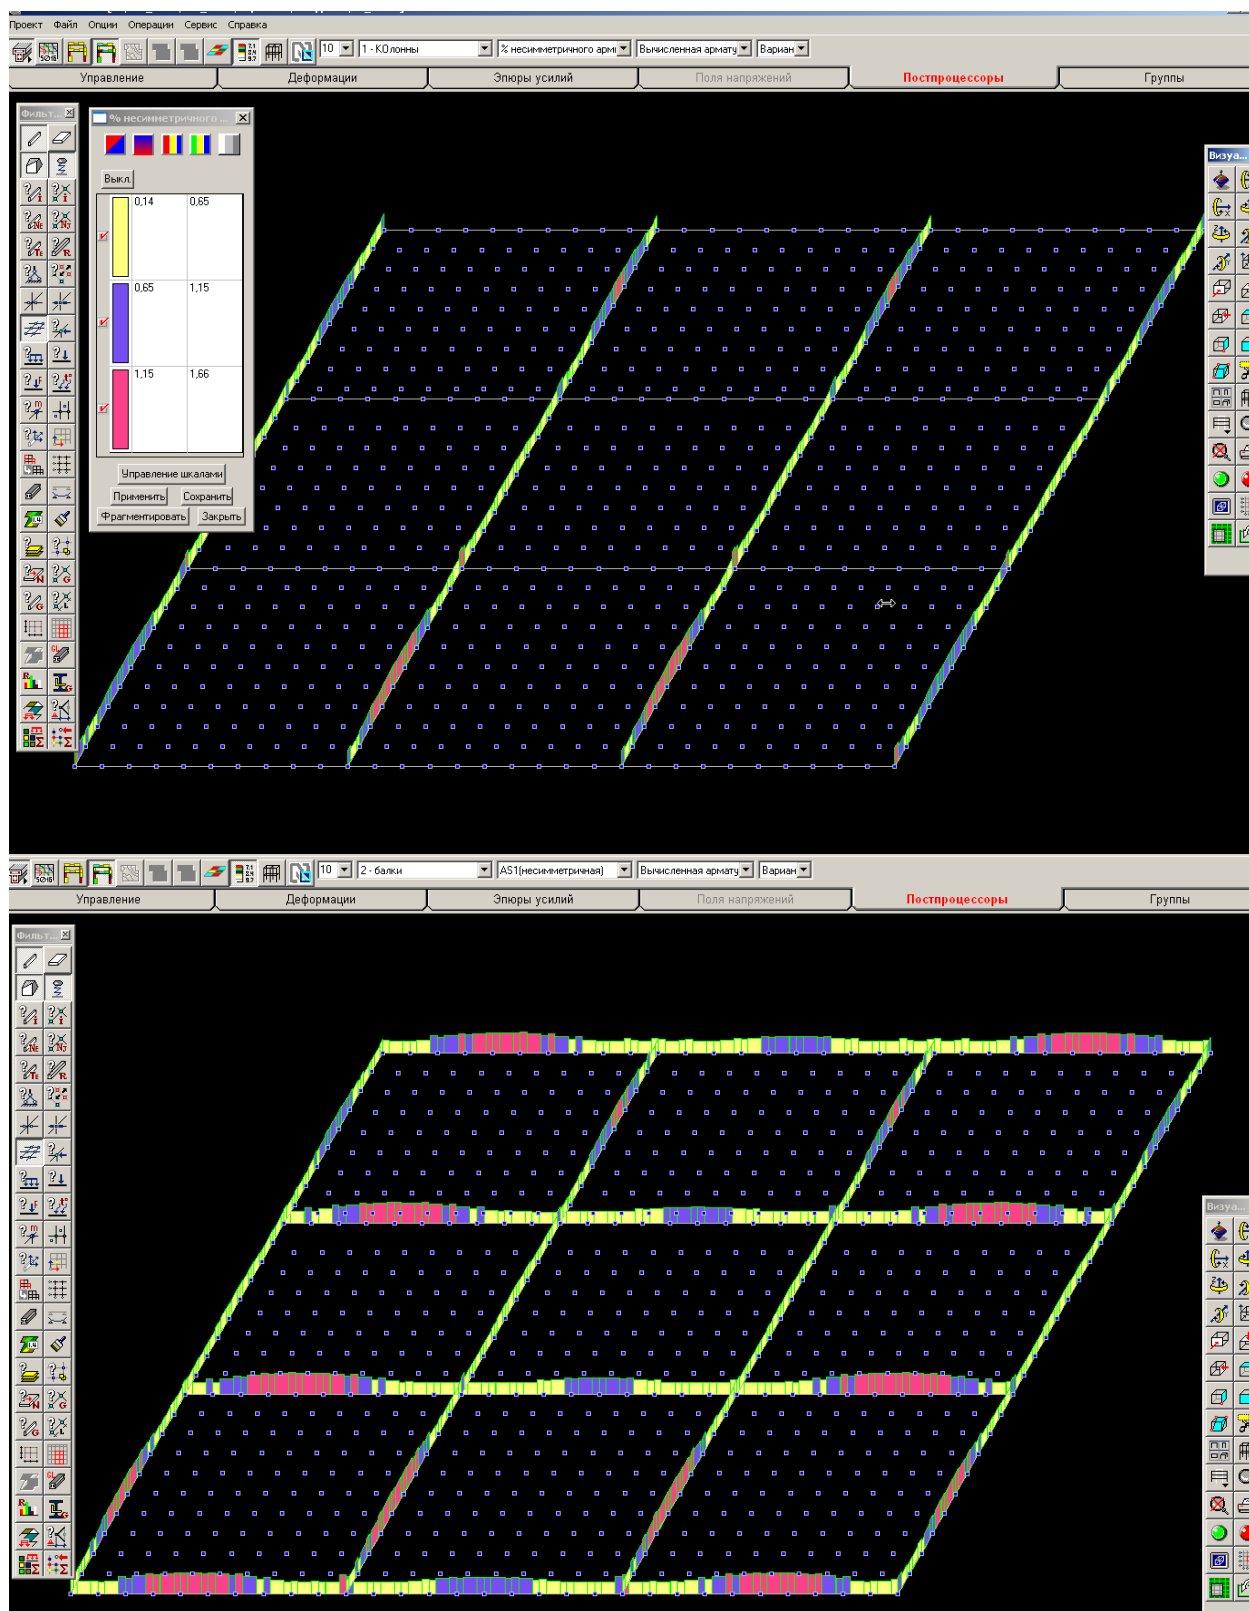 Проект Файл Опции Операции Сервис Справка
10 1 - КОлонны % несимметричного арми Вычисленная армату Вариан
Управление Деформации Эпюры усилий Поля напряжений Постпроцессоры Группы
Фильт...
% несимметричного ...
Визуа...
Выкл.
0,14 0,65
0,65 1,15
1,15 1,66
Управление шкалами
Применить Сохранить
Фрагментировать Закрыть
10 2 - балки AS1(несимметричная) Вычисленная армату Вариан
Управление Деформации Эпюры усилий Поля напряжений Постпроцессоры Группы
Фильт...
Визуа...